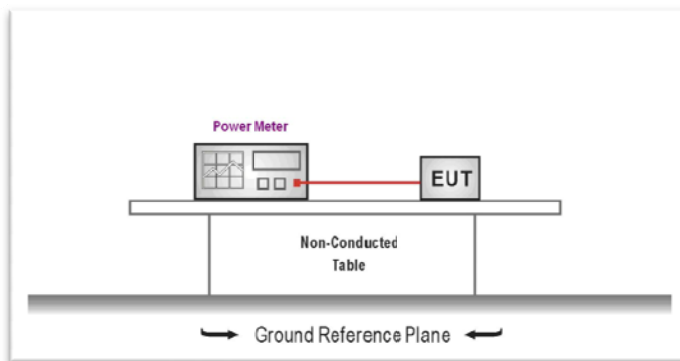 Power Meter
EUT
Non-Conducted
Table
Ground Reference Plane